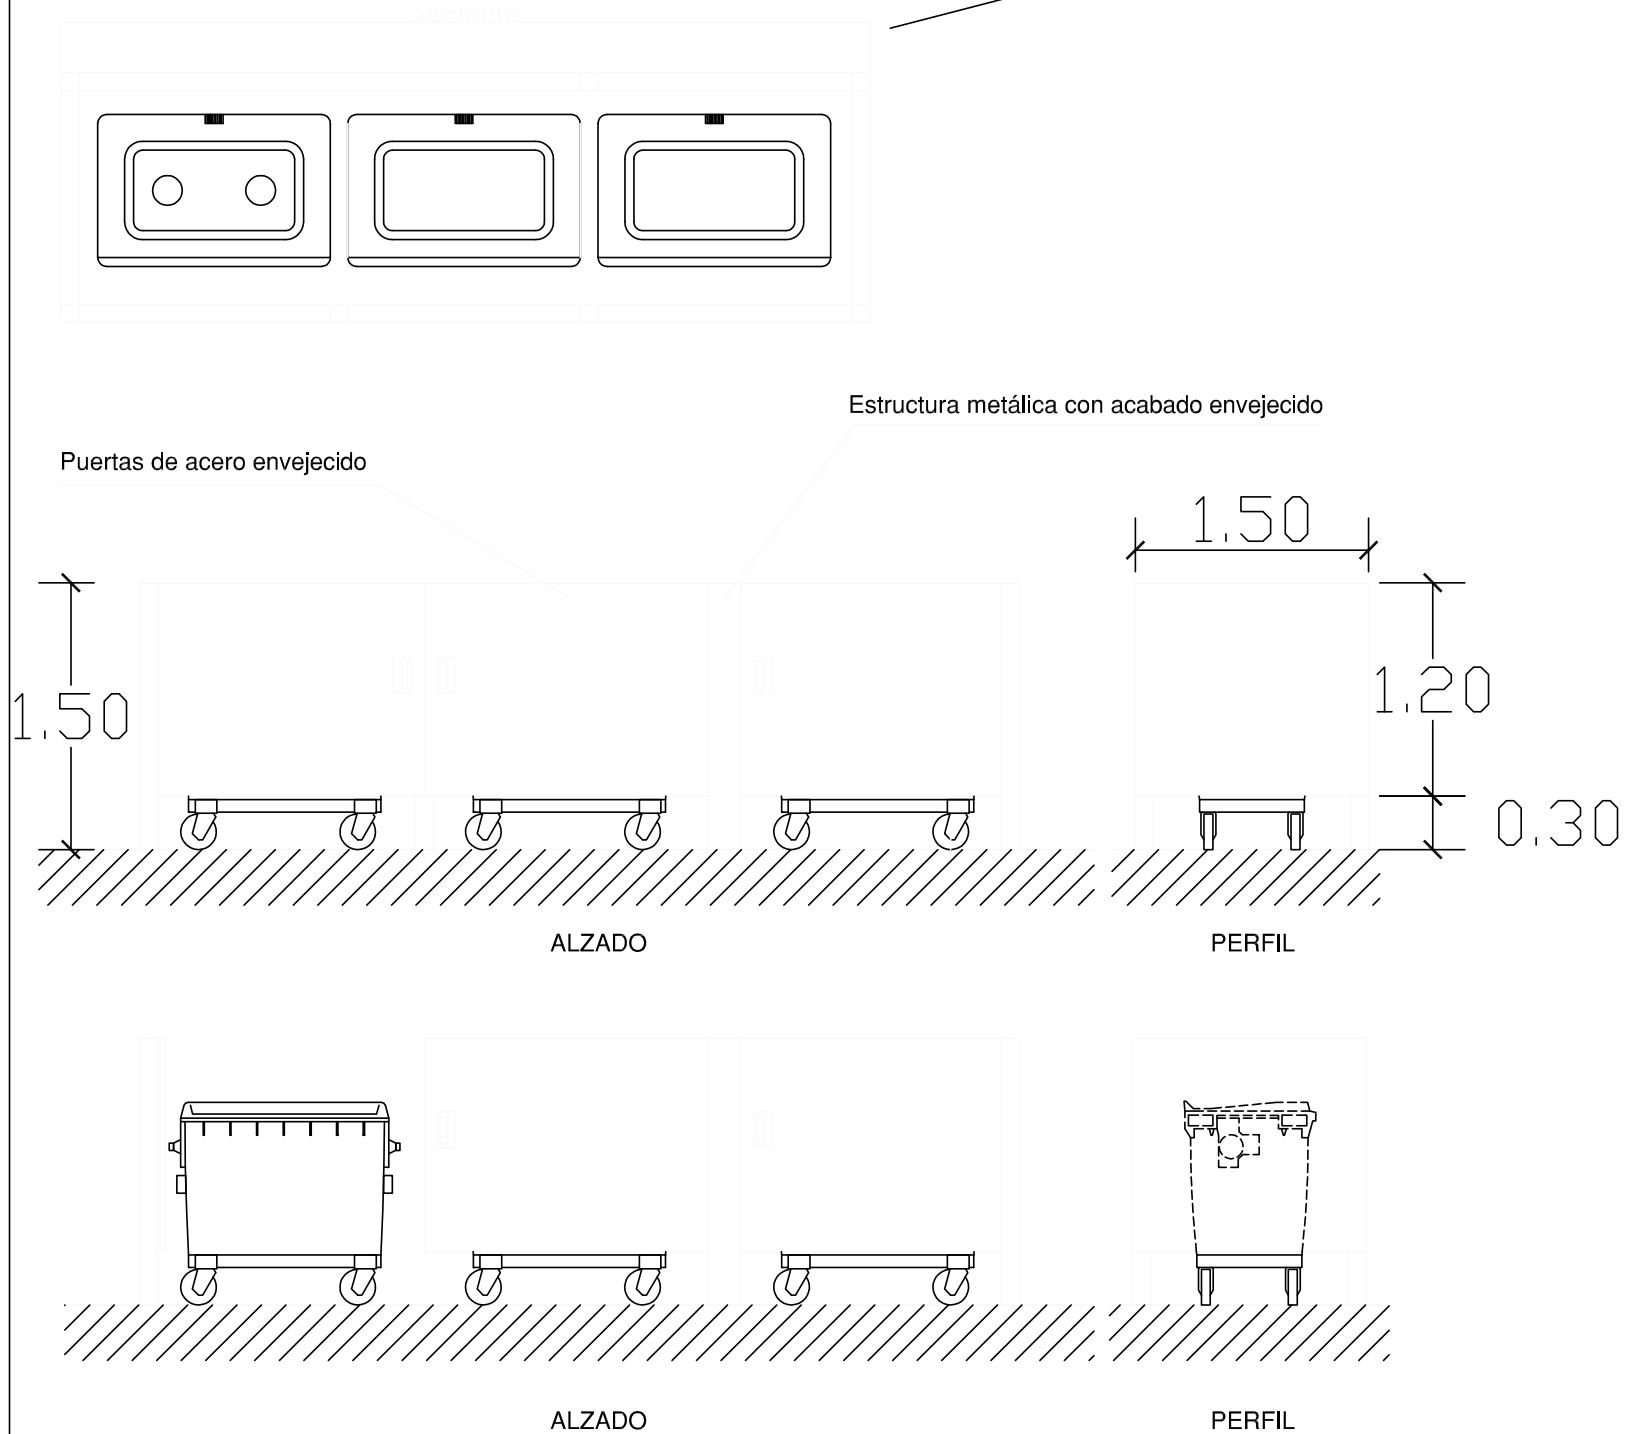 variable
Estructura metálica con acabado envejecido
Puertas de acero envejecido
1.50
1.50
1.20
0.30
ALZADO PERFIL
ALZADO PERFIL